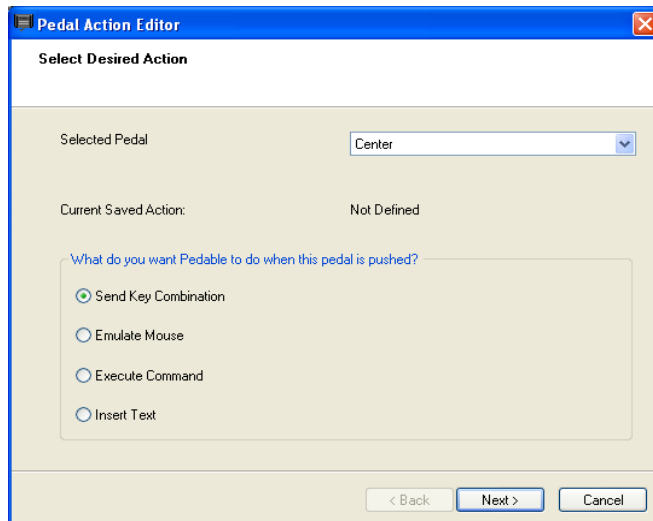 Pedal Action Editor
Select Desired Action
Selected Pedal Center
Current Saved Action: Not Defined
What do you want Pedable to do when this pedal is pushed?
Send Key Combination
Emulate Mouse
Execute Command
Insert Text
< Back Next > Cancel